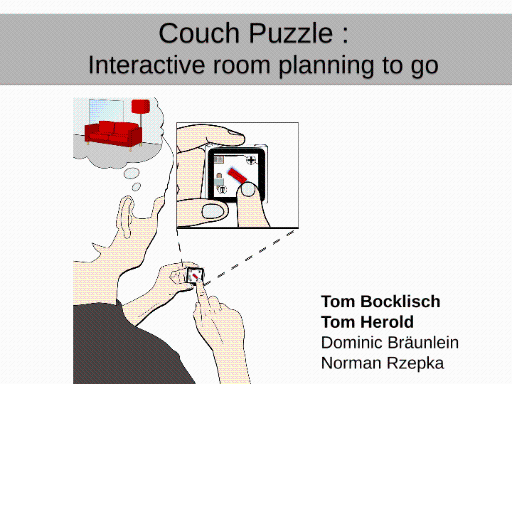 Couch Puzzle :
Interactive room planning to go
Tom Bocklisch
Tom Herold
Dominic Bräunlein
Norman Rzepka